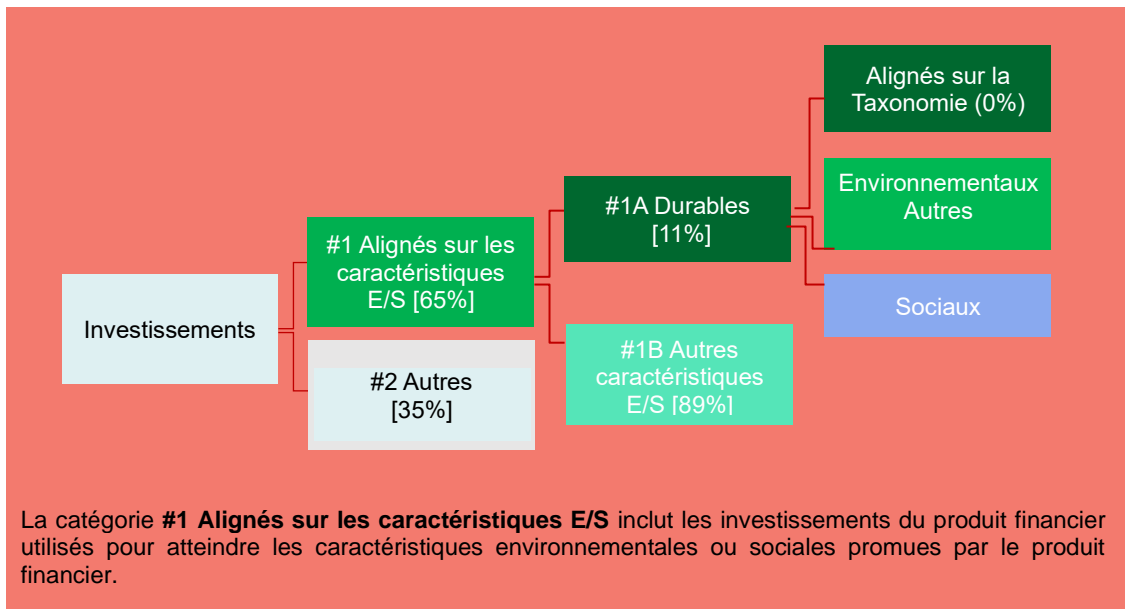 Investissements
#1 Alignés sur les
caractéristiques
E/S [65%]
#2 Autres
[35%]
#1A Durables
[11%]
#1B Autres
caractéristiques
E/S [89%]
Alignés sur la
Taxonomie (0%)
Environnementaux
Autres
Sociaux
La catégorie #1 Alignés sur les caractéristiques E/S inclut les investissements du produit financier
utilisés pour atteindre les caractéristiques environnementales ou sociales promues par le produit
financier.